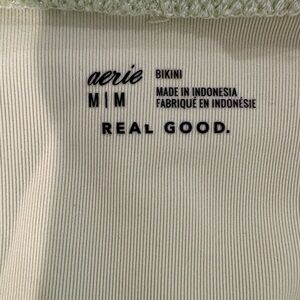 aerie BIKINI
M | M MADE IN INDONESIA
FABRIQUÉ EN INDONÉSIE
REAL GOOD.